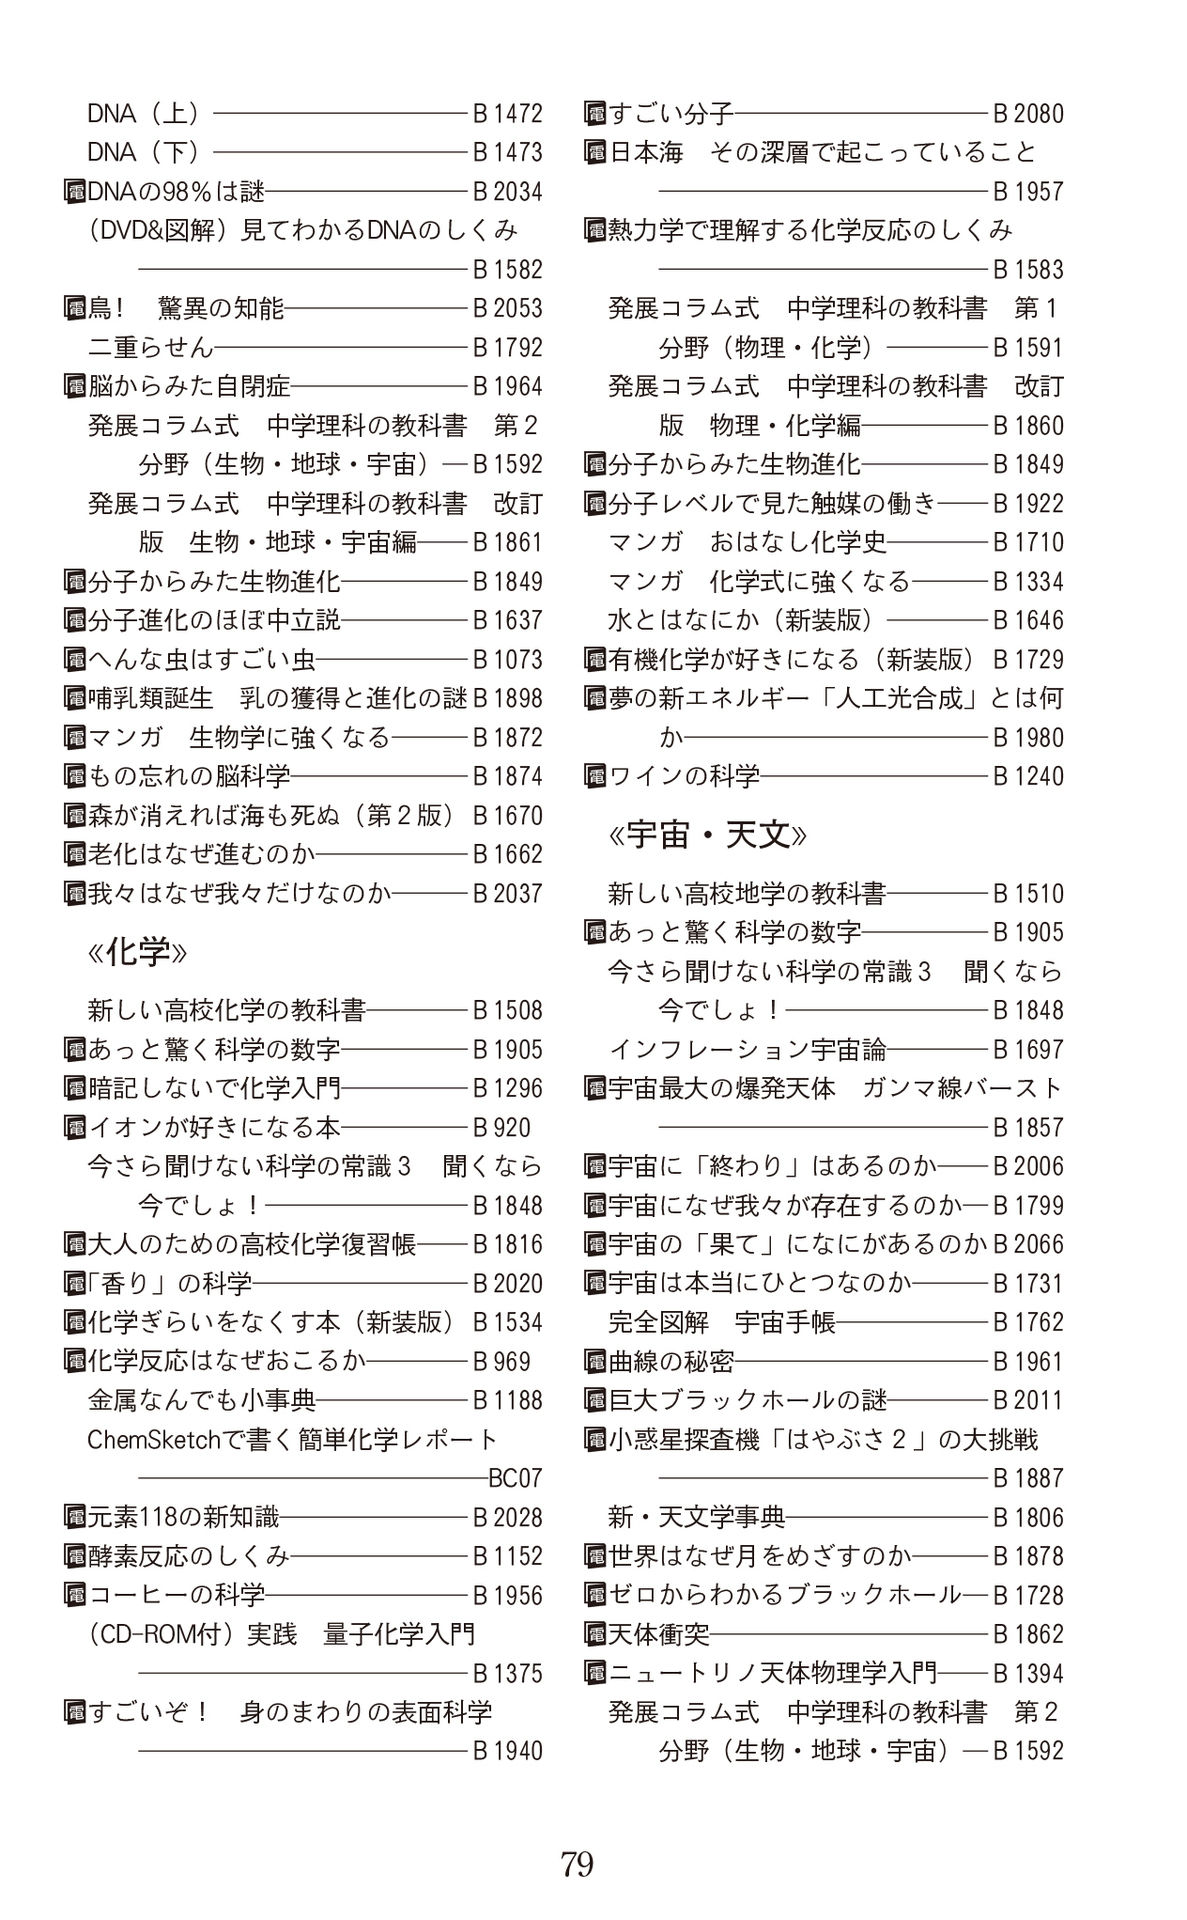 DNA（上）――――――――――B 1472
DNA（下）――――――――――B 1473
電DNAの98％は謎――――――――B 2034
（DVD&図解）見てわかるDNAのしくみ
―――――――――――――B 1582
電鳥！　驚異の知能―――――――B 2053
二重らせん――――――――――B 1792
電脳からみた自閉症―――――――B 1964
発展コラム式　中学理科の教科書　第２
分野（生物・地球・宇宙）―B 1592
発展コラム式　中学理科の教科書　改訂
版　生物・地球・宇宙編――B 1861
電分子からみた生物進化―――――B 1849
電分子進化のほぼ中立説―――――B 1637
電へんな虫はすごい虫――――――B 1073
電哺乳類誕生　乳の獲得と進化の謎B 1898
電マンガ　生物学に強くなる―――B 1872
電もの忘れの脳科学―――――――B 1874
電森が消えれば海も死ぬ（第２版）B 1670
電老化はなぜ進むのか――――――B 1662
電我々はなぜ我々だけなのか―――B 2037
《化学》
新しい高校化学の教科書――――B 1508
電あっと驚く科学の数字―――――B 1905
電暗記しないで化学入門―――――B 1296
電イオンが好きになる本―――――B 920
今さら聞けない科学の常識３　聞くなら
今でしょ！――――――――B 1848
電大人のための高校化学復習帳――B 1816
電「香り」の科学――――――――B 2020
電化学ぎらいをなくす本（新装版）B 1534
電化学反応はなぜおこるか――――B 969
金属なんでも小事典――――――B 1188
ChemSketchで書く簡単化学レポート
――――――――――――――BC07
電元素118の新知識―――――――B 2028
電酵素反応のしくみ―――――――B 1152
電コーヒーの科学――――――――B 1956
（CD-ROM付）実践　量子化学入門
―――――――――――――B 1375
電すごいぞ！　身のまわりの表面科学
―――――――――――――B 1940
電すごい分子――――――――――B 2080
電日本海　その深層で起こっていること
―――――――――――――B 1957
電熱力学で理解する化学反応のしくみ
―――――――――――――B 1583
発展コラム式　中学理科の教科書　第１
分野（物理・化学）――――B 1591
発展コラム式　中学理科の教科書　改訂
版　物理・化学編―――――B 1860
電分子からみた生物進化―――――B 1849
電分子レベルで見た触媒の働き――B 1922
マンガ　おはなし化学史――――B 1710
マンガ　化学式に強くなる―――B 1334
水とはなにか（新装版）――――B 1646
電有機化学が好きになる（新装版）B 1729
電夢の新エネルギー「人工光合成」とは何
か――――――――――――B 1980
電ワインの科学―――――――――B 1240
《宇宙・天文》
新しい高校地学の教科書――――B 1510
電あっと驚く科学の数字―――――B 1905
今さら聞けない科学の常識３　聞くなら
今でしょ！――――――――B 1848
インフレーション宇宙論――――B 1697
電宇宙最大の爆発天体　ガンマ線バースト
―――――――――――――B 1857
電宇宙に「終わり」はあるのか――B 2006
電宇宙になぜ我々が存在するのか―B 1799
電宇宙の「果て」になにがあるのかB 2066
電宇宙は本当にひとつなのか―――B 1731
完全図解　宇宙手帳――――――B 1762
電曲線の秘密――――――――――B 1961
電巨大ブラックホールの謎――――B 2011
電小惑星探査機「はやぶさ２」の大挑戦
―――――――――――――B 1887
新・天文学事典――――――――B 1806
電世界はなぜ月をめざすのか―――B 1878
電ゼロからわかるブラックホール―B 1728
電天体衝突―――――――――――B 1862
電ニュートリノ天体物理学入門――B 1394
発展コラム式　中学理科の教科書　第２
分野（生物・地球・宇宙）―B 1592
79